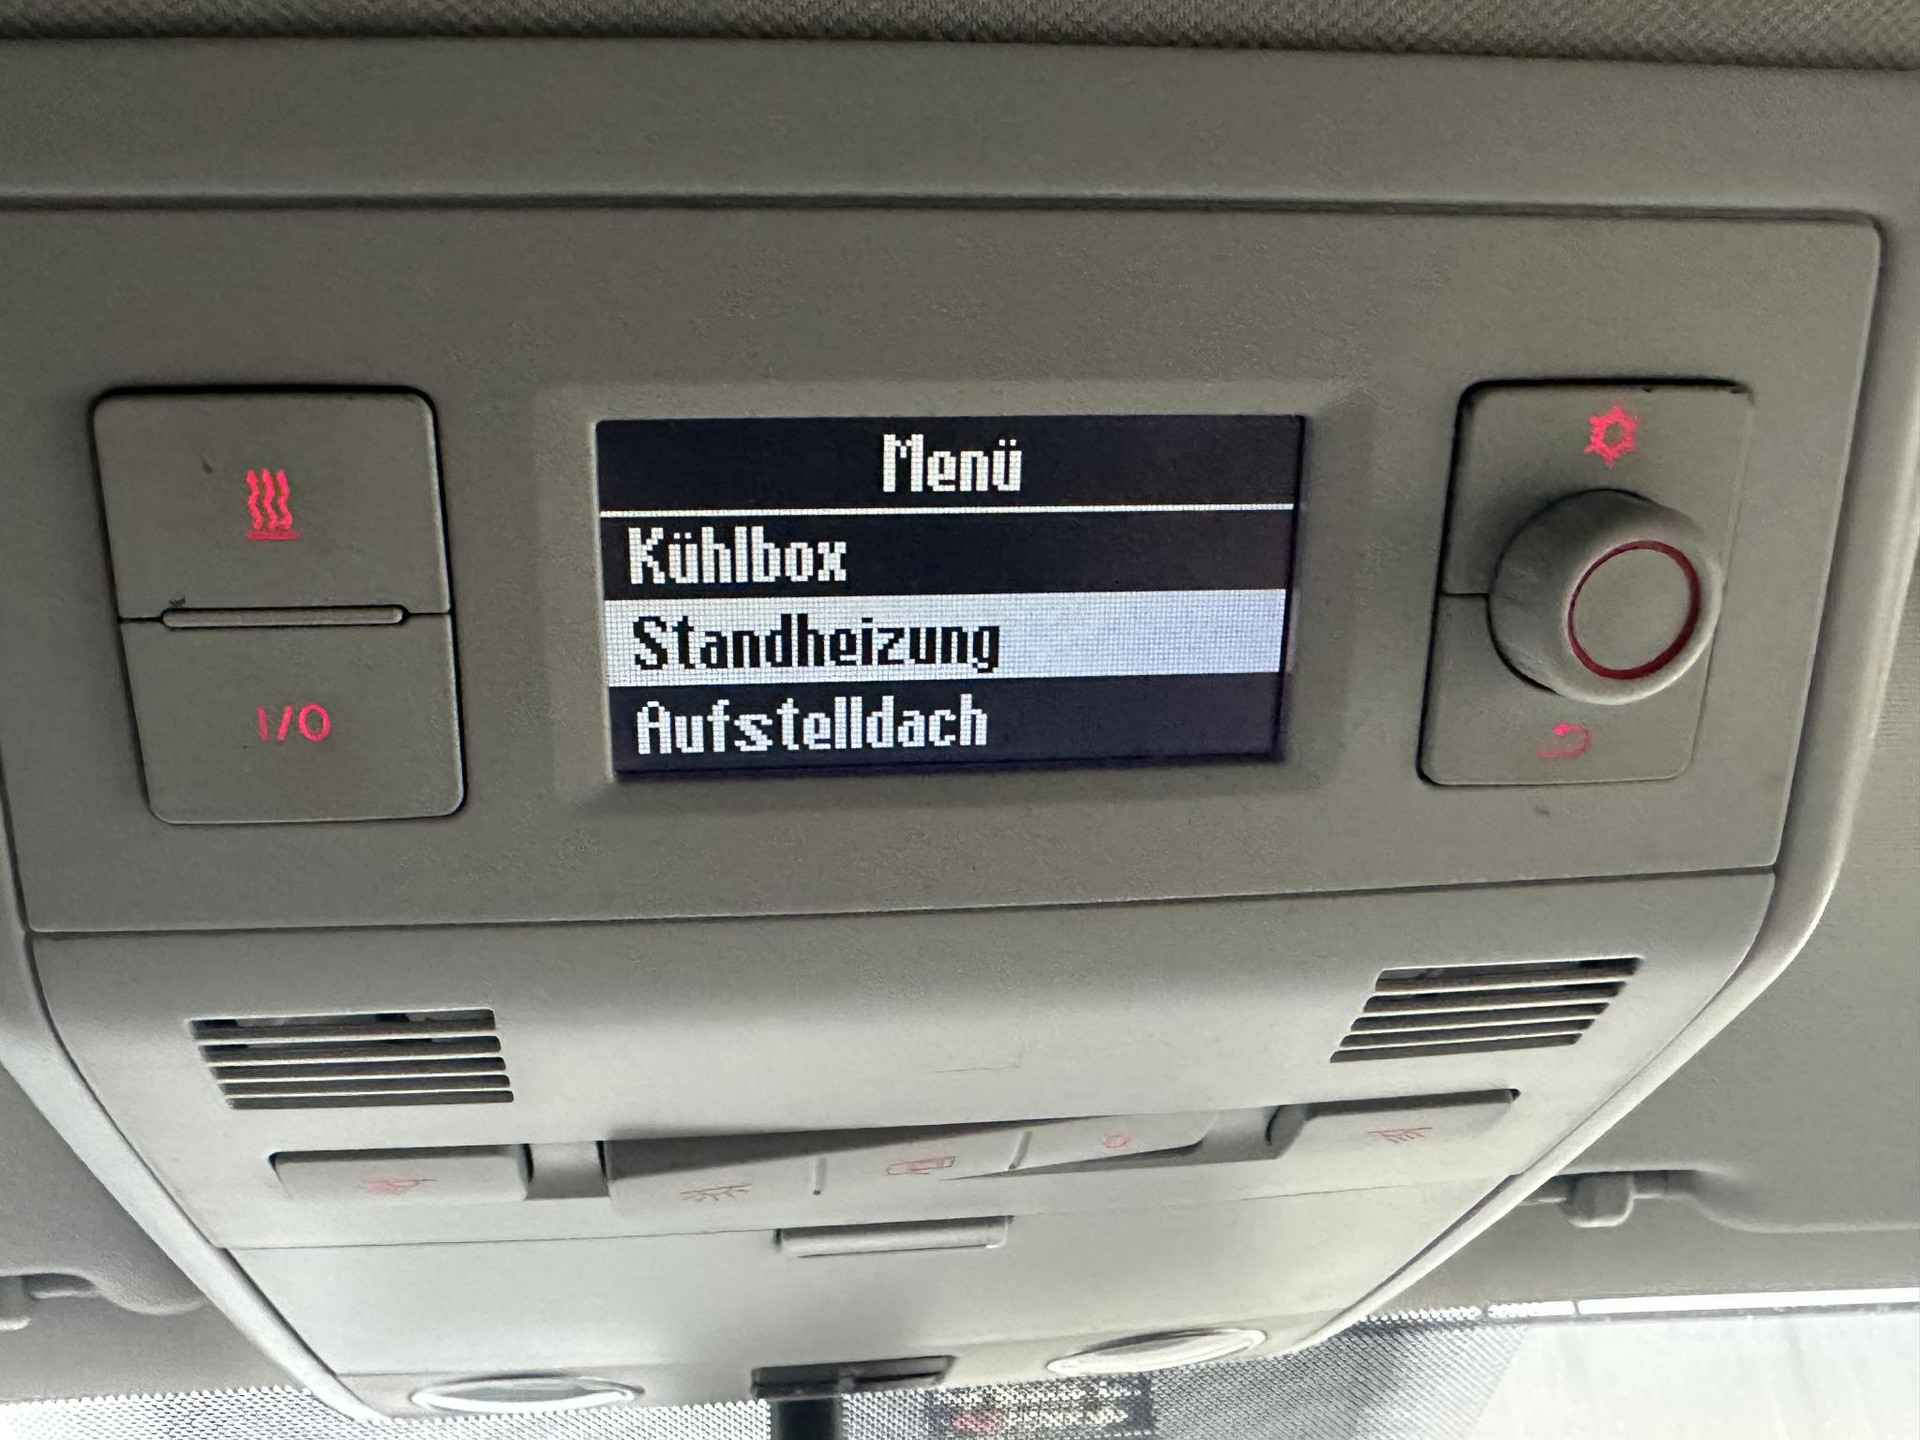 Menü
Kühlbox
Standheizung
Aufstelldach
I/O